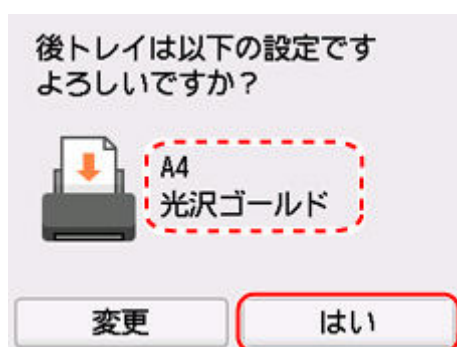 後トレイは以下の設定です
よろしいですか？
A4
光沢ゴールド
変更
はい